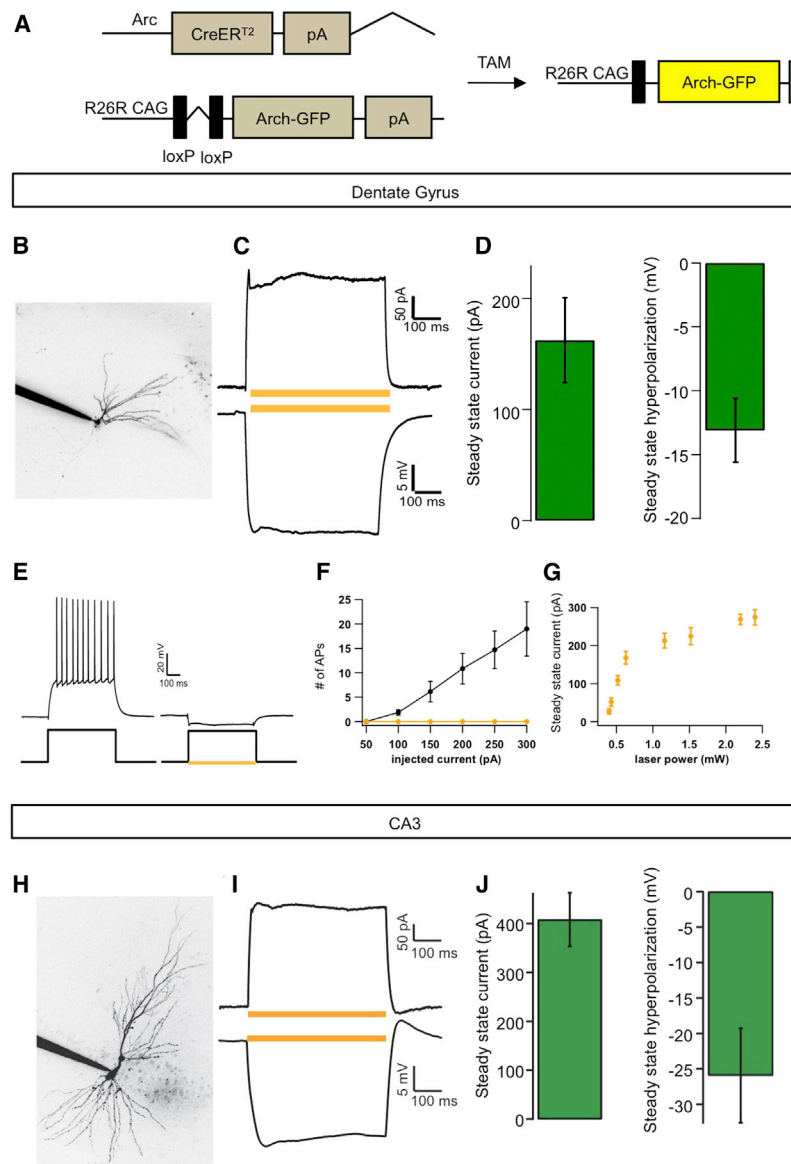 A
Arc
CreERT2
pA
TAM
R26R CAG
Arch-GFP
R26R CAG
Arch-GFP
pA
loxP loxP
Dentate Gyrus
B
C
50 pA
100 ms
5 mV
100 ms
D
Steady state current (pA)
200
100
0
Steady state hyperpolarization (mV)
0
-5
-10
-15
-20
E
20 mV
100 ms
F
# of APs
25
20
15
10
5
0
50 100 150 200 250 300
injected current (pA)
G
Steady state current (pA)
300
200
100
0
0.5 1.0 1.5 2.0 2.5
laser power (mW)
CA3
H
I
50 pA
100 ms
5 mV
100 ms
J
Steady state current (pA)
400
300
200
100
0
Steady state hyperpolarization (mV)
0
-5
-10
-15
-20
-25
-30